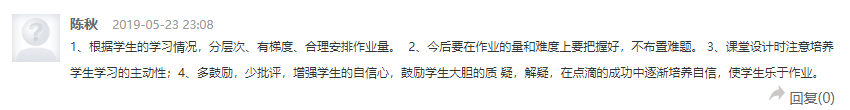 陈秋 2019-05-23 23:08
1、根据学生的学习情况，分层次、有梯度、合理安排作业量。 2、今后要在作业的量和难度上要把握好，不布置难题。 3、课堂设计时注意培养
学生学习的主动性；4、多鼓励，少批评，增强学生的自信心，鼓励学生大胆的质 疑，解疑，在点滴的成功中逐渐培养自信，使学生乐于作业。
回复(0)